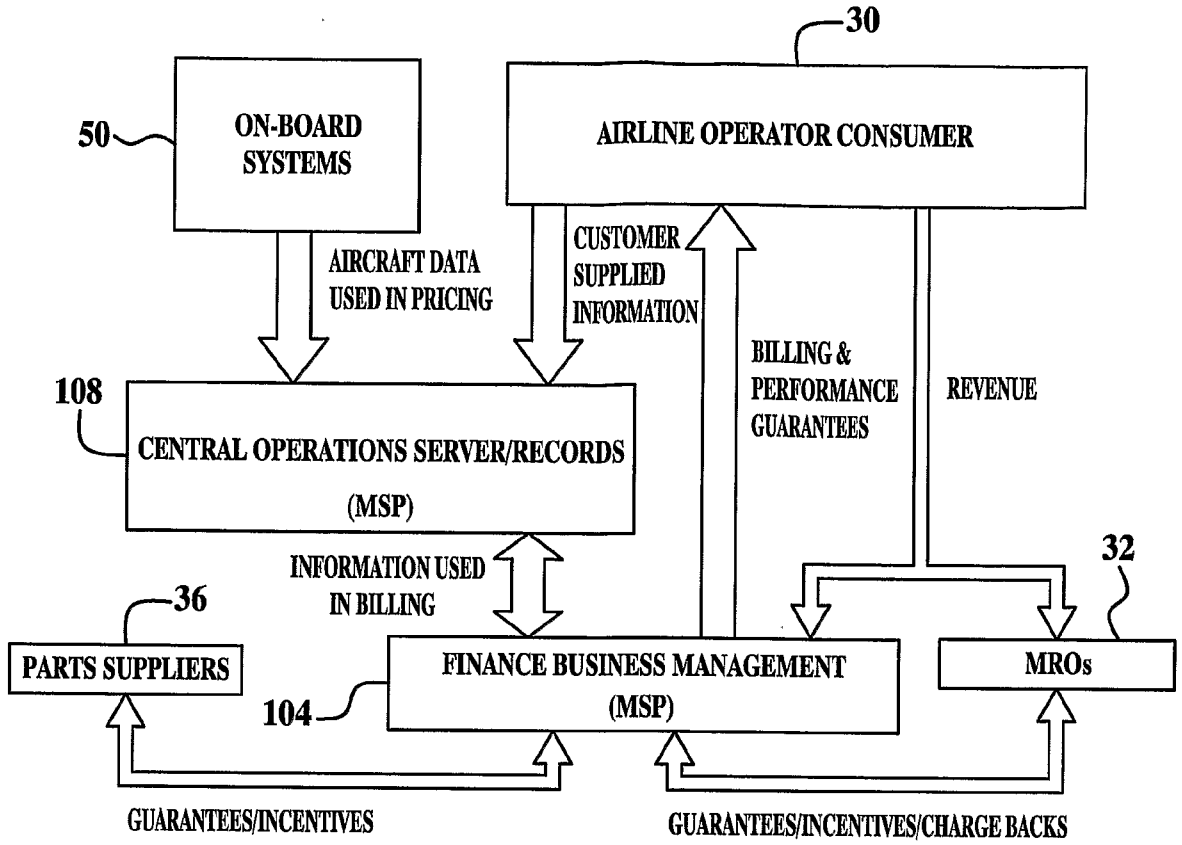 30
50
ON-BOARD
SYSTEMS
AIRLINE OPERATOR CONSUMER
AIRCRAFT DATA
USED IN PRICING
CUSTOMER
SUPPLIED
INFORMATION
BILLING &
PERFORMANCE
GUARANTEES
REVENUE
108
CENTRAL OPERATIONS SERVER/RECORDS
(MSP)
INFORMATION USED
IN BILLING
36
32
PARTS SUPPLIERS
FINANCE BUSINESS MANAGEMENT
(MSP)
MROs
104
GUARANTEES/INCENTIVES
GUARANTEES/INCENTIVES/CHARGE BACKS